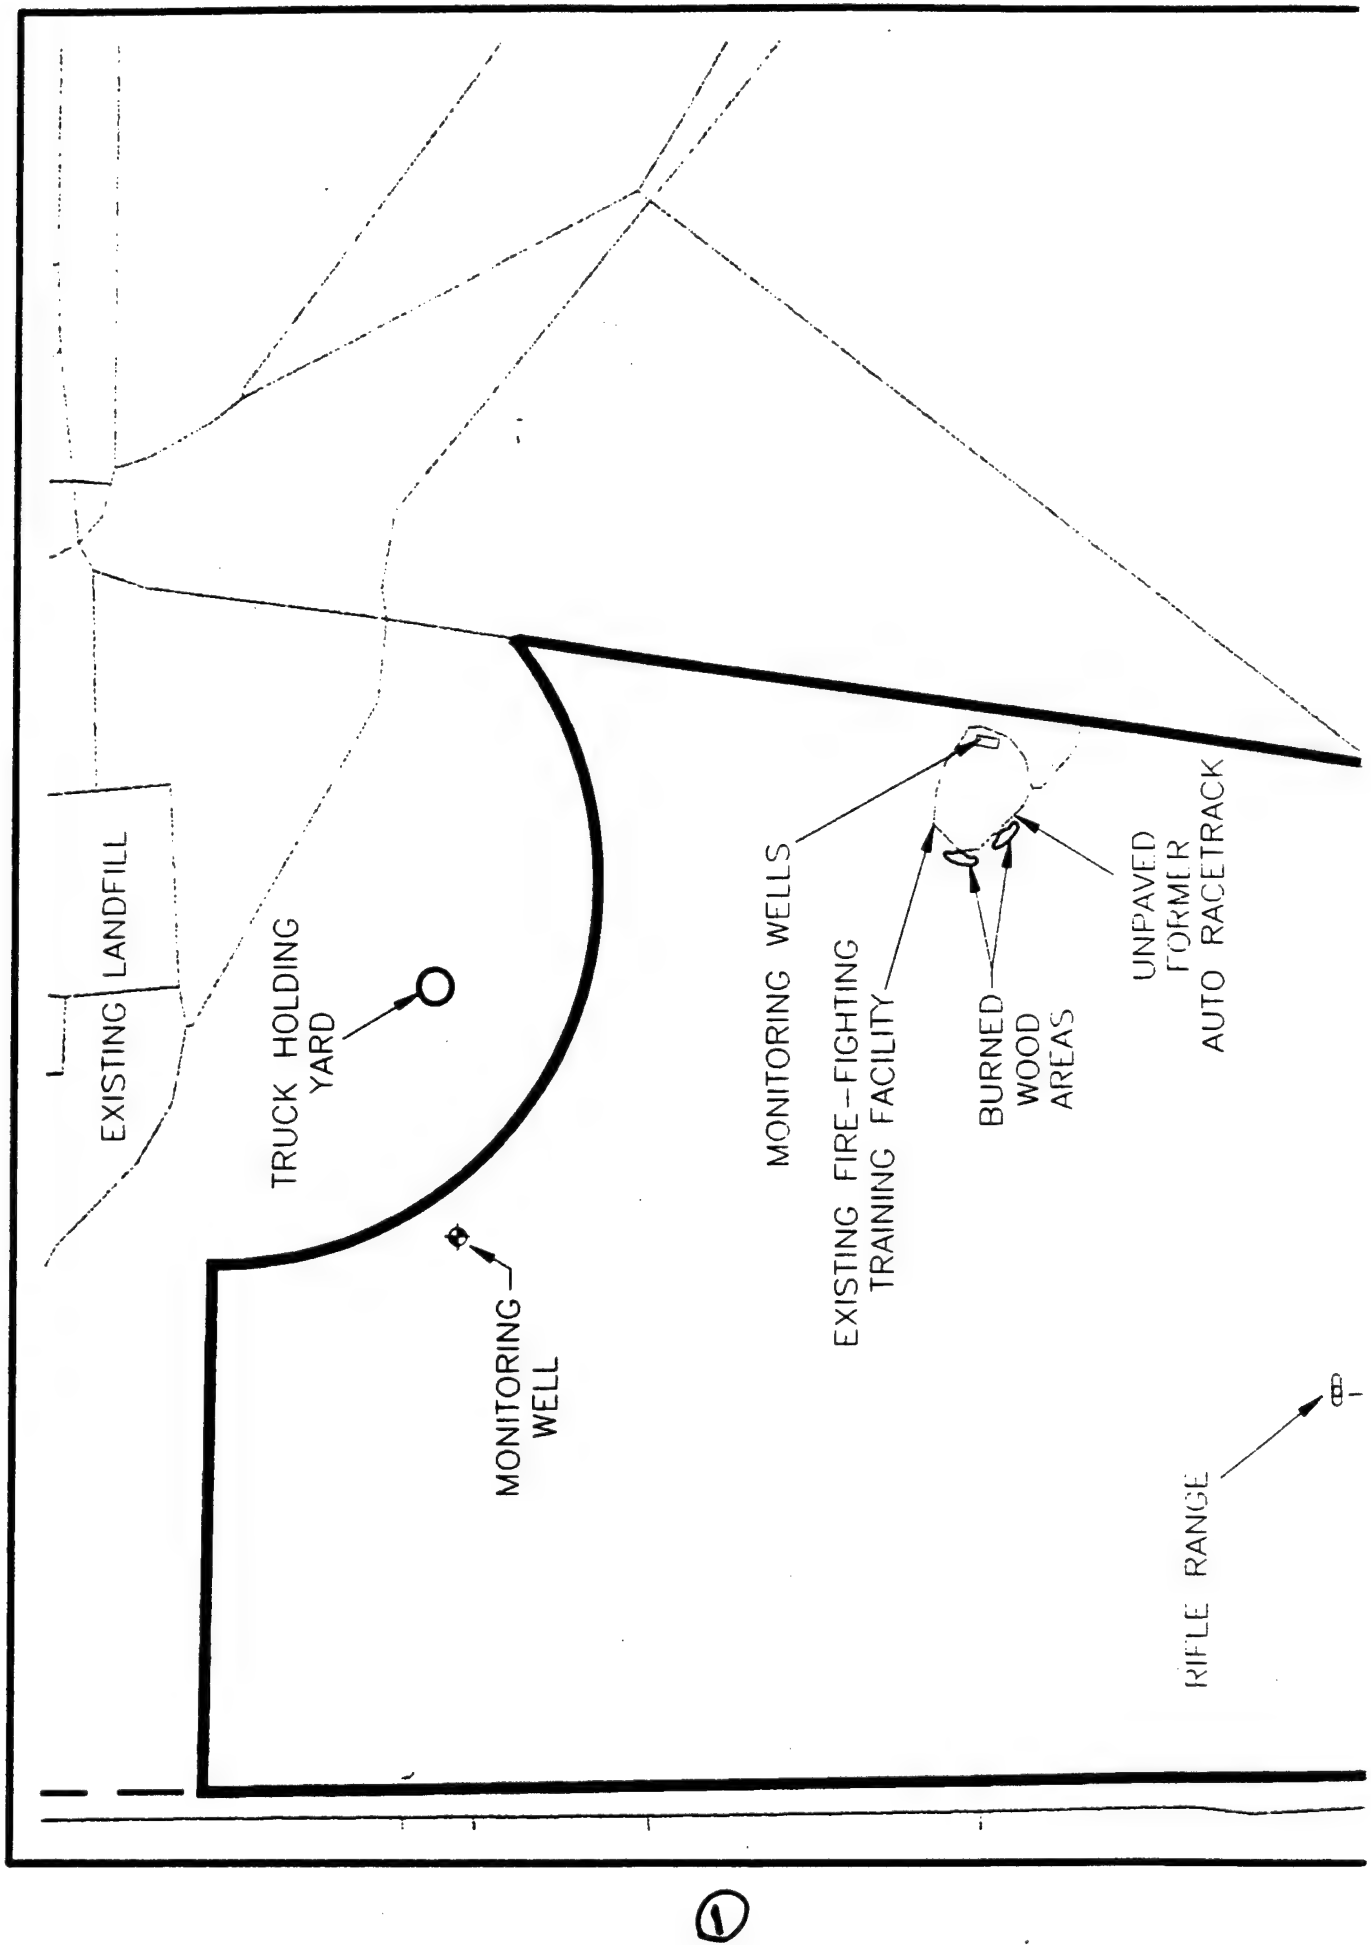 EXISTING LANDFILL
TRUCK HOLDING
YARD
MONITORING
WELL
MONITORING WELLS
EXISTING FIRE-FIGHTING
TRAINING FACILITY
BURNED
WOOD
AREAS
UNPAVED
FORMER
AUTO RACETRACK
RIFLE RANGE
1